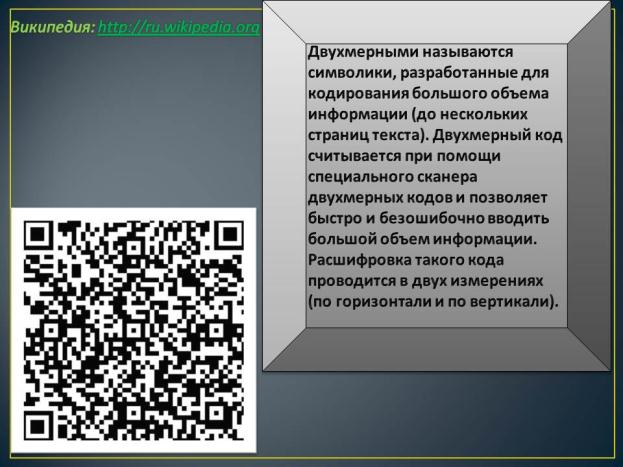 Википедия: http://ru.wikipedia.org
Двухмерными называются
символики, разработанные для
кодирования большого объема
информации (до нескольких
страниц текста). Двухмерный код
считывается при помощи
специального сканера
двухмерных кодов и позволяет
быстро и безошибочно вводить
большой объем информации.
Расшифровка такого кода
проводится в двух измерениях
(по горизонтали и по вертикали).